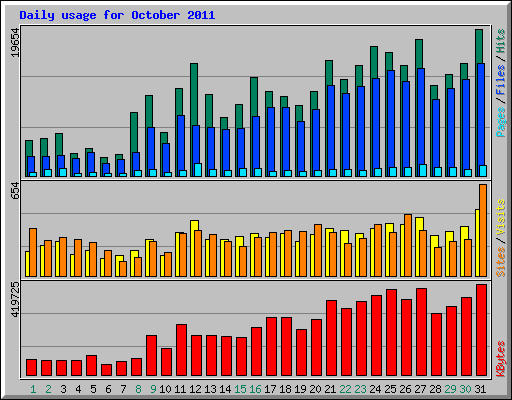 Daily usage for October 2011
19654
Pages / Files / Hits
654
Sites / Visits
419725
KBytes
1 2 3 4 5 6 7 8 9 10 11 12 13 14 15 16 17 18 19 20 21 22 23 24 25 26 27 28 29 30 31